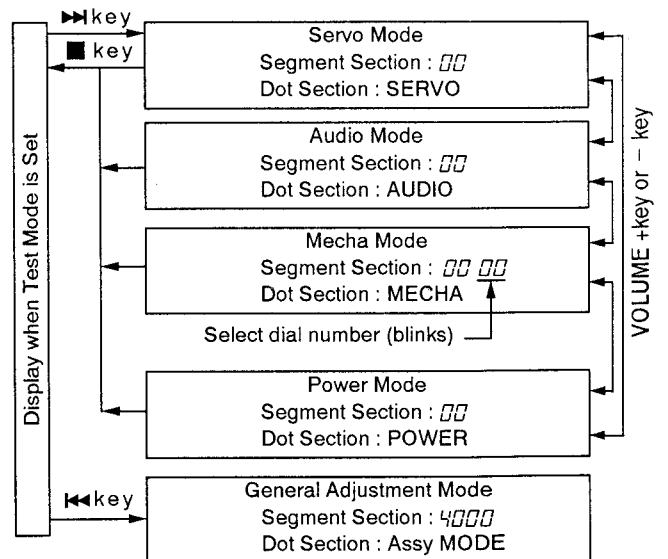 ▶▶| key
■ key
Display when Test Mode is Set
Servo Mode
Segment Section : 00
Dot Section : SERVO
Audio Mode
Segment Section : 00
Dot Section : AUDIO
Mecha Mode
Segment Section : 00 00
Dot Section : MECHA
Select dial number (blinks)
Power Mode
Segment Section : 00
Dot Section : POWER
VOLUME +key or − key
|◀◀ key
General Adjustment Mode
Segment Section : 4000
Dot Section : Assy MODE